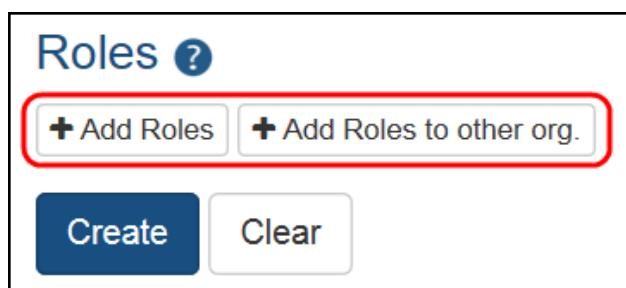 Roles ?
+ Add Roles + Add Roles to other org.
Create Clear